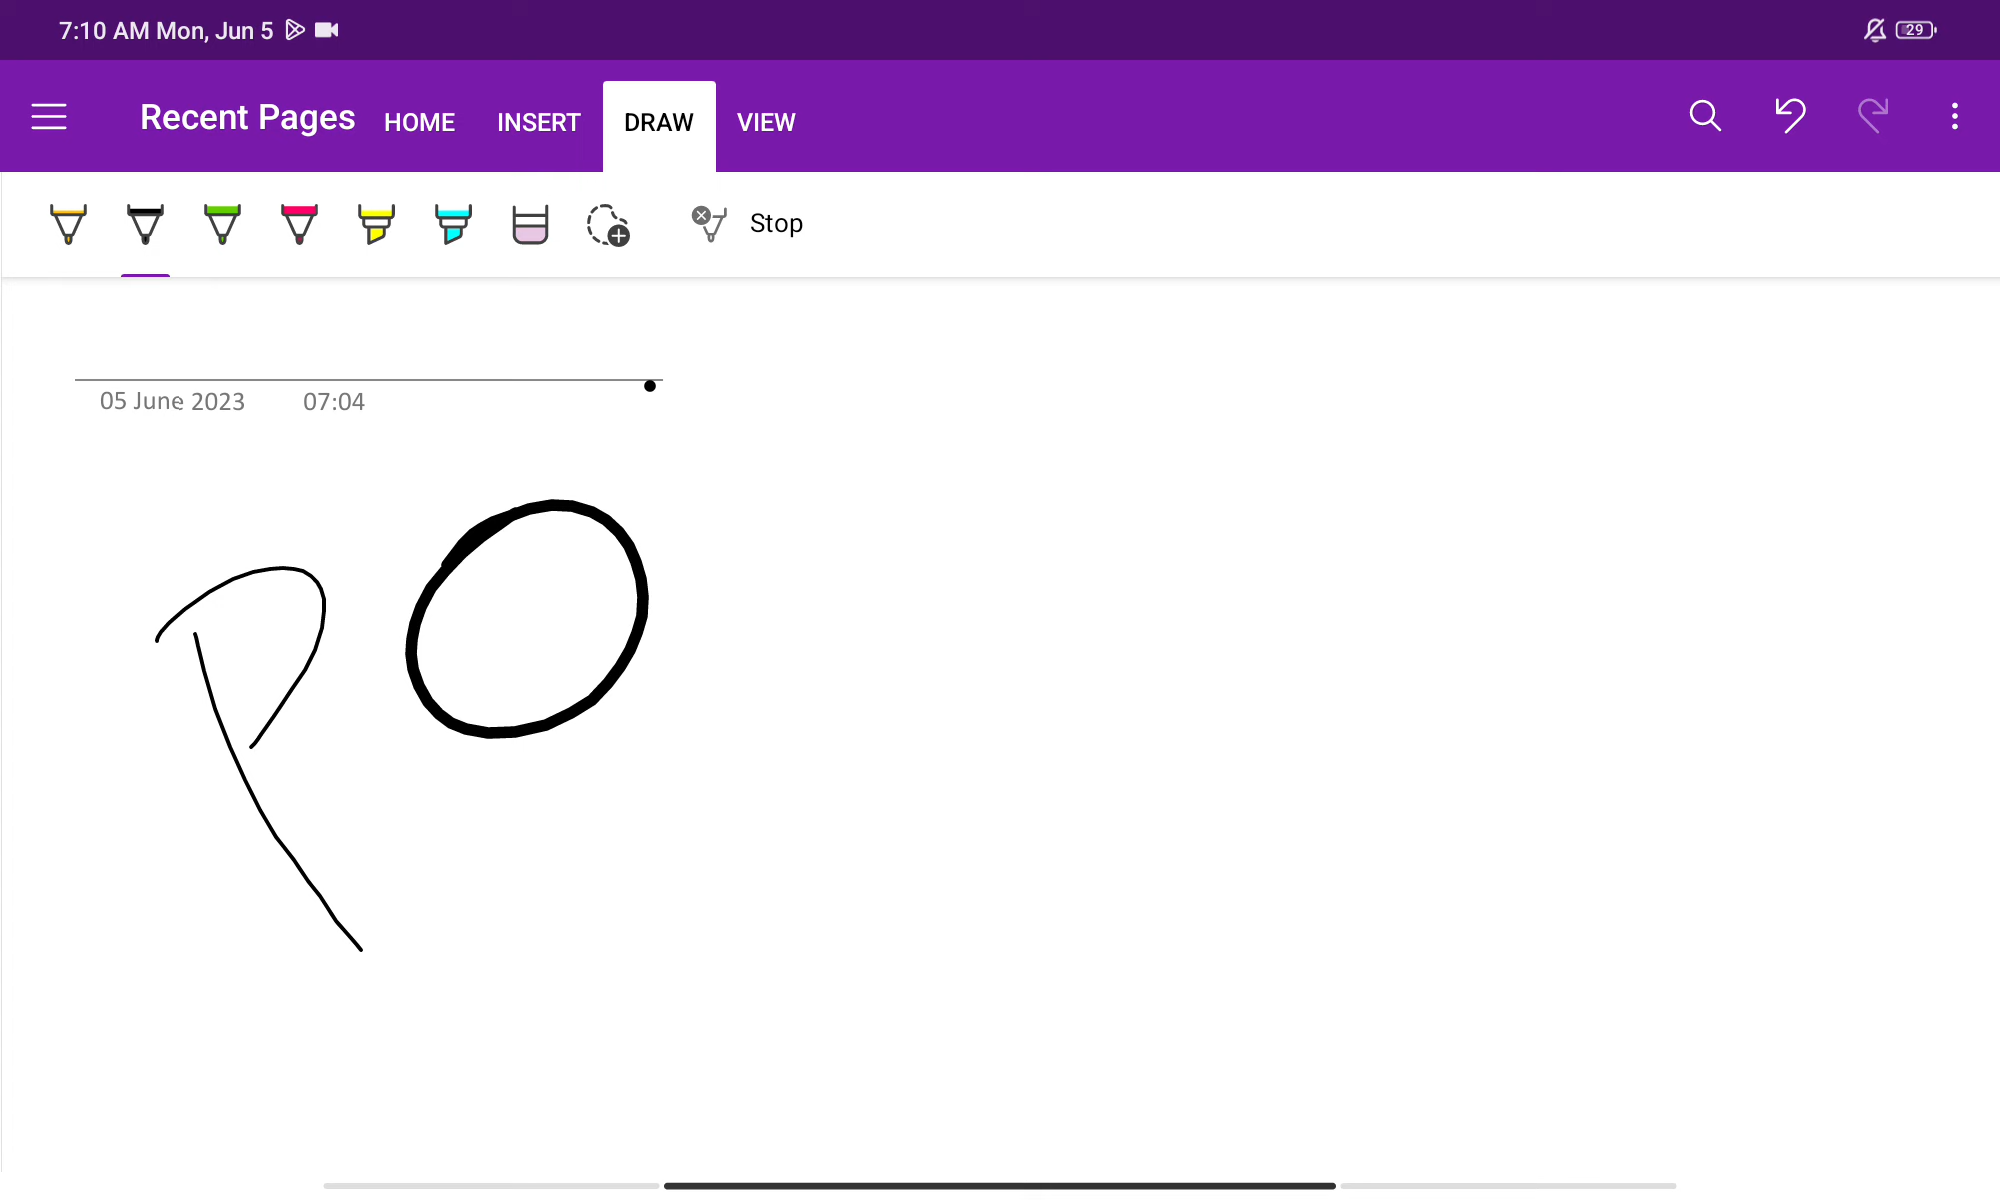 7:10 AM Mon, Jun 5 29
Recent Pages HOME INSERT DRAW VIEW
Stop
05 June 2023 07:04
PO